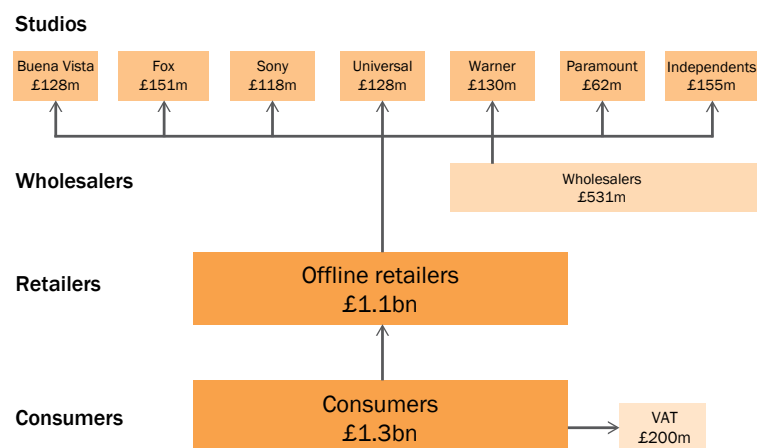 Studios
Buena Vista
£128m
Fox
£151m
Sony
£118m
Universal
£128m
Warner
£130m
Paramount
£62m
Independents
£155m
Wholesalers
Wholesalers
£531m
Retailers
Offline retailers
£1.1bn
Consumers
Consumers
£1.3bn
VAT
£200m